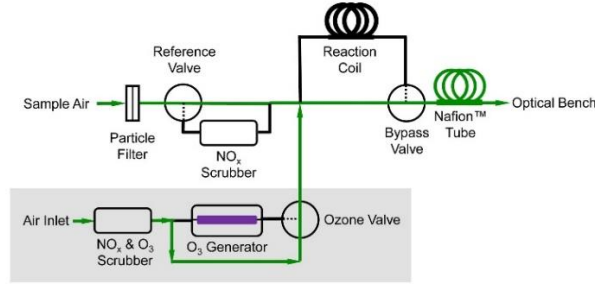 Reference
Valve
Reaction
Coil
Sample Air
Optical Bench
Particle
Filter
NOx
Scrubber
Bypass
Valve
Nafion™
Tube
Air Inlet
NOx & O3
Scrubber
O3 Generator
Ozone Valve